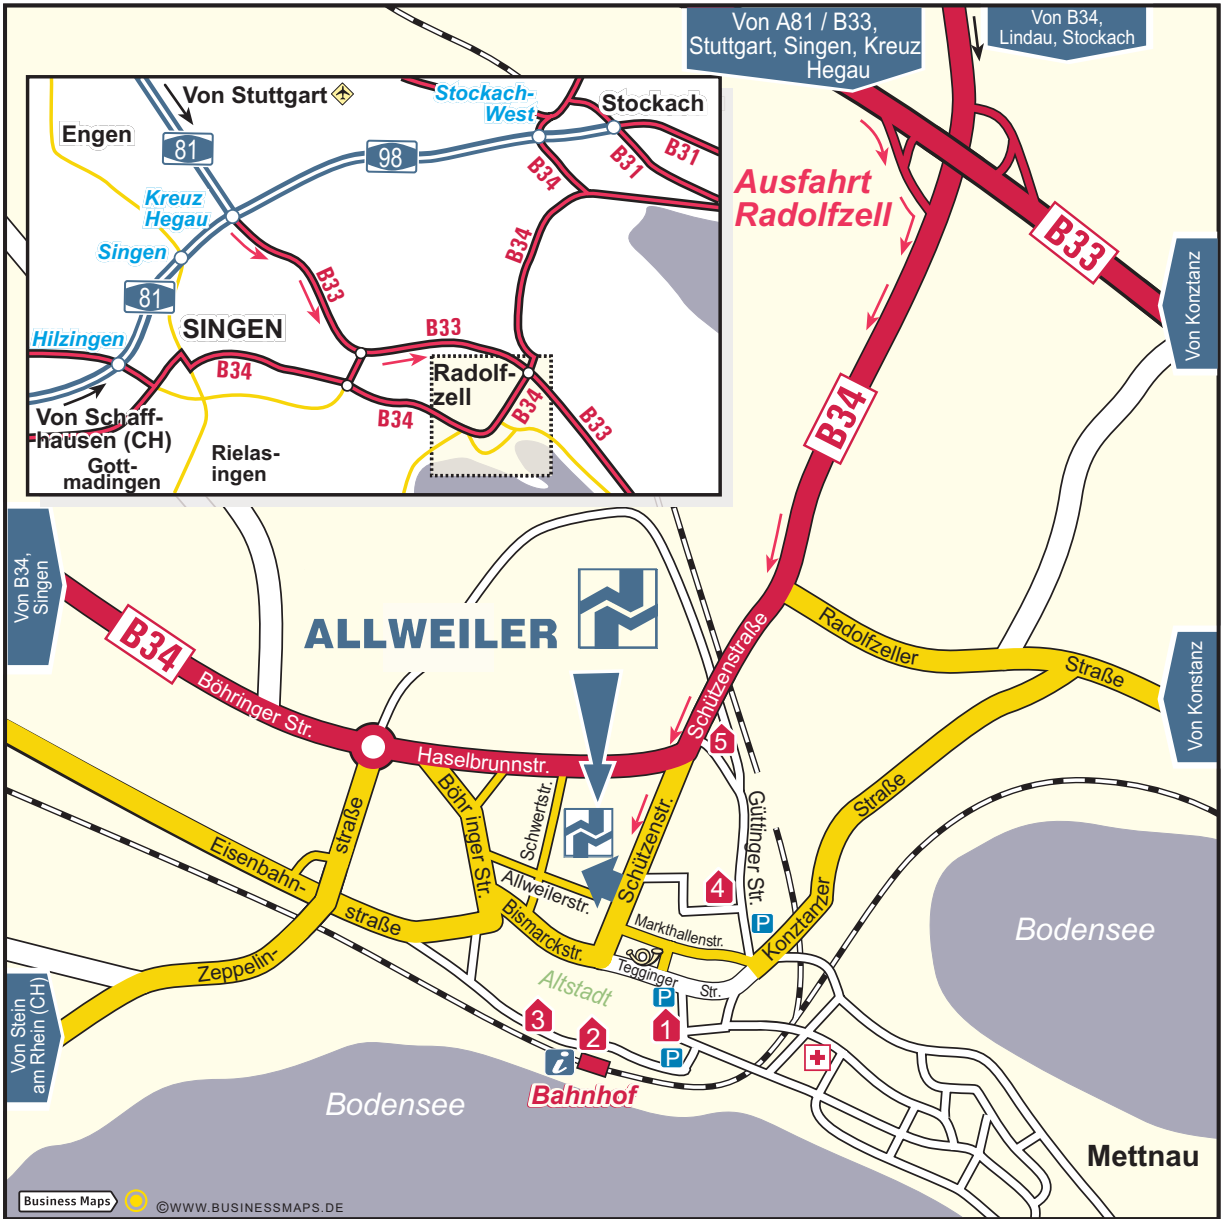 Von A81 / B33,
Stuttgart, Singen, Kreuz
Hegau
Von B34,
Lindau, Stockach
Von Stuttgart
Stockach-
West
Stockach
Engen
81
98
B31
B31
B34
Kreuz
Hegau
Singen
81
B33
B34
Hilzingen
SINGEN
B34
B33
Radolf-
zell
B34
B34
B33
Von Schaff-
hausen (CH)
Gott-
madingen
Rielas-
ingen
Ausfahrt
Radolfzell
B33
Von Konztanz
B34
Von B34,
Singen
B34
Böhringer Str.
ALLWEILER
Schützenstraße
Radolfzeller
Straße
Von Konstanz
Haselbrunnstr.
5
straße
Böhringer Str.
Schwertstr.
Schützenstr.
Güttinger Str.
Straße
Eisenbahn-
straße
Allweilerstr.
Bismarckstr.
4
Markthallenstr.
P
Konztanzer
Bodensee
Zeppelin-
Tegginger
Str.
Altstadt
P
Von Stein
am Rhein (CH)
3
2
1
i
P
Bahnhof
Bodensee
Mettnau
Business Maps
©WWW.BUSINESSMAPS.DE